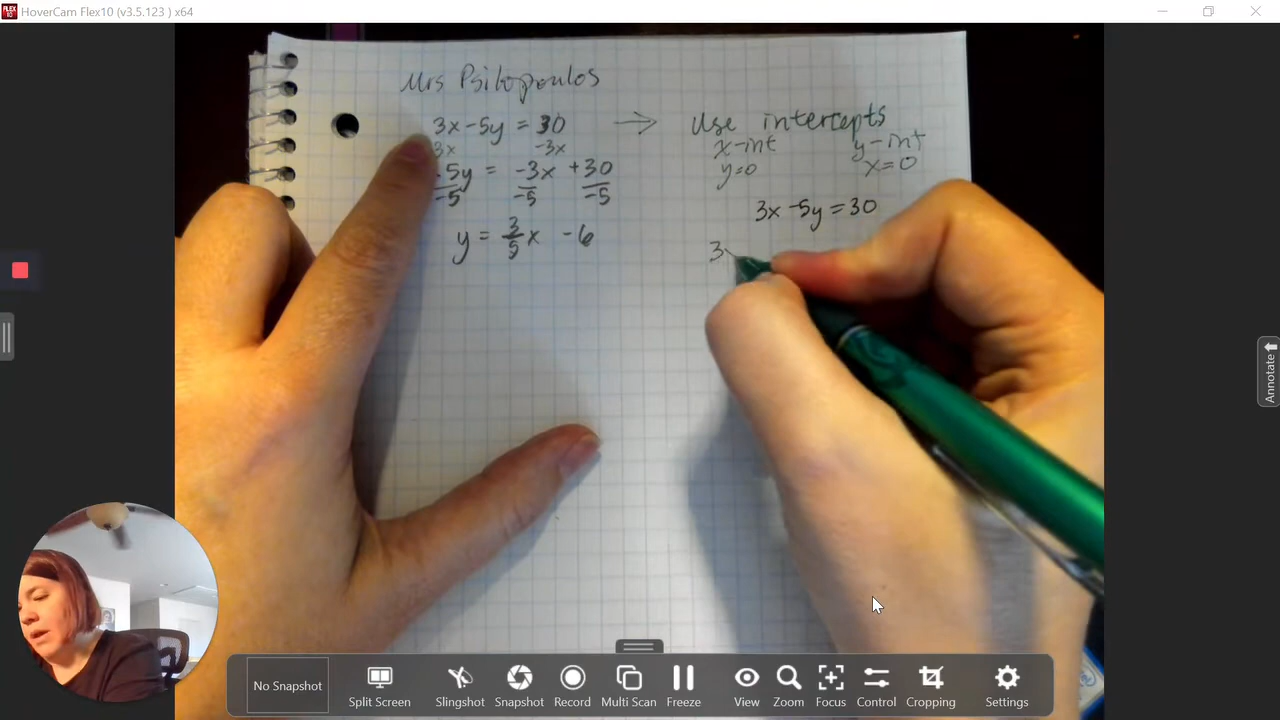 HoverCam Flex10 (v3.5.123 ) x64
Mrs Psilopoulos
3x-5y = 30 → Use intercepts
3x -3x x-int y-int
-5y = -3x +30 y=0 x=0
-5 -5 -5
3x -5y = 30
y = 3/5 x -6
3x
Annotate
No Snapshot
Split Screen
Slingshot
Snapshot
Record
Multi Scan
Freeze
View
Zoom
Focus
Control
Cropping
Settings